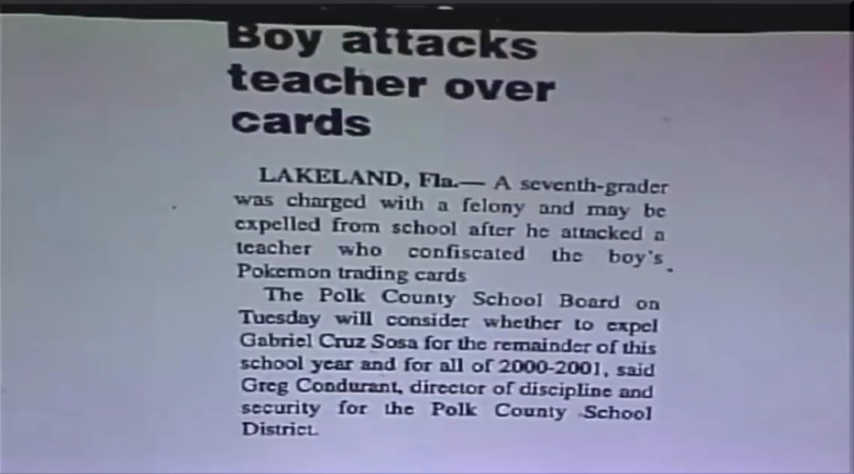 Boy attacks
teacher over
cards
LAKELAND, Fla.— A seventh-grader
was charged with a felony and may be
expelled from school after he attacked a
teacher who confiscated the boy's
Pokemon trading cards
The Polk County School Board on
Tuesday will consider whether to expel
Gabriel Cruz Sosa for the remainder of this
school year and for all of 2000-2001, said
Greg Condurant, director of discipline and
security for the Polk County School
District.